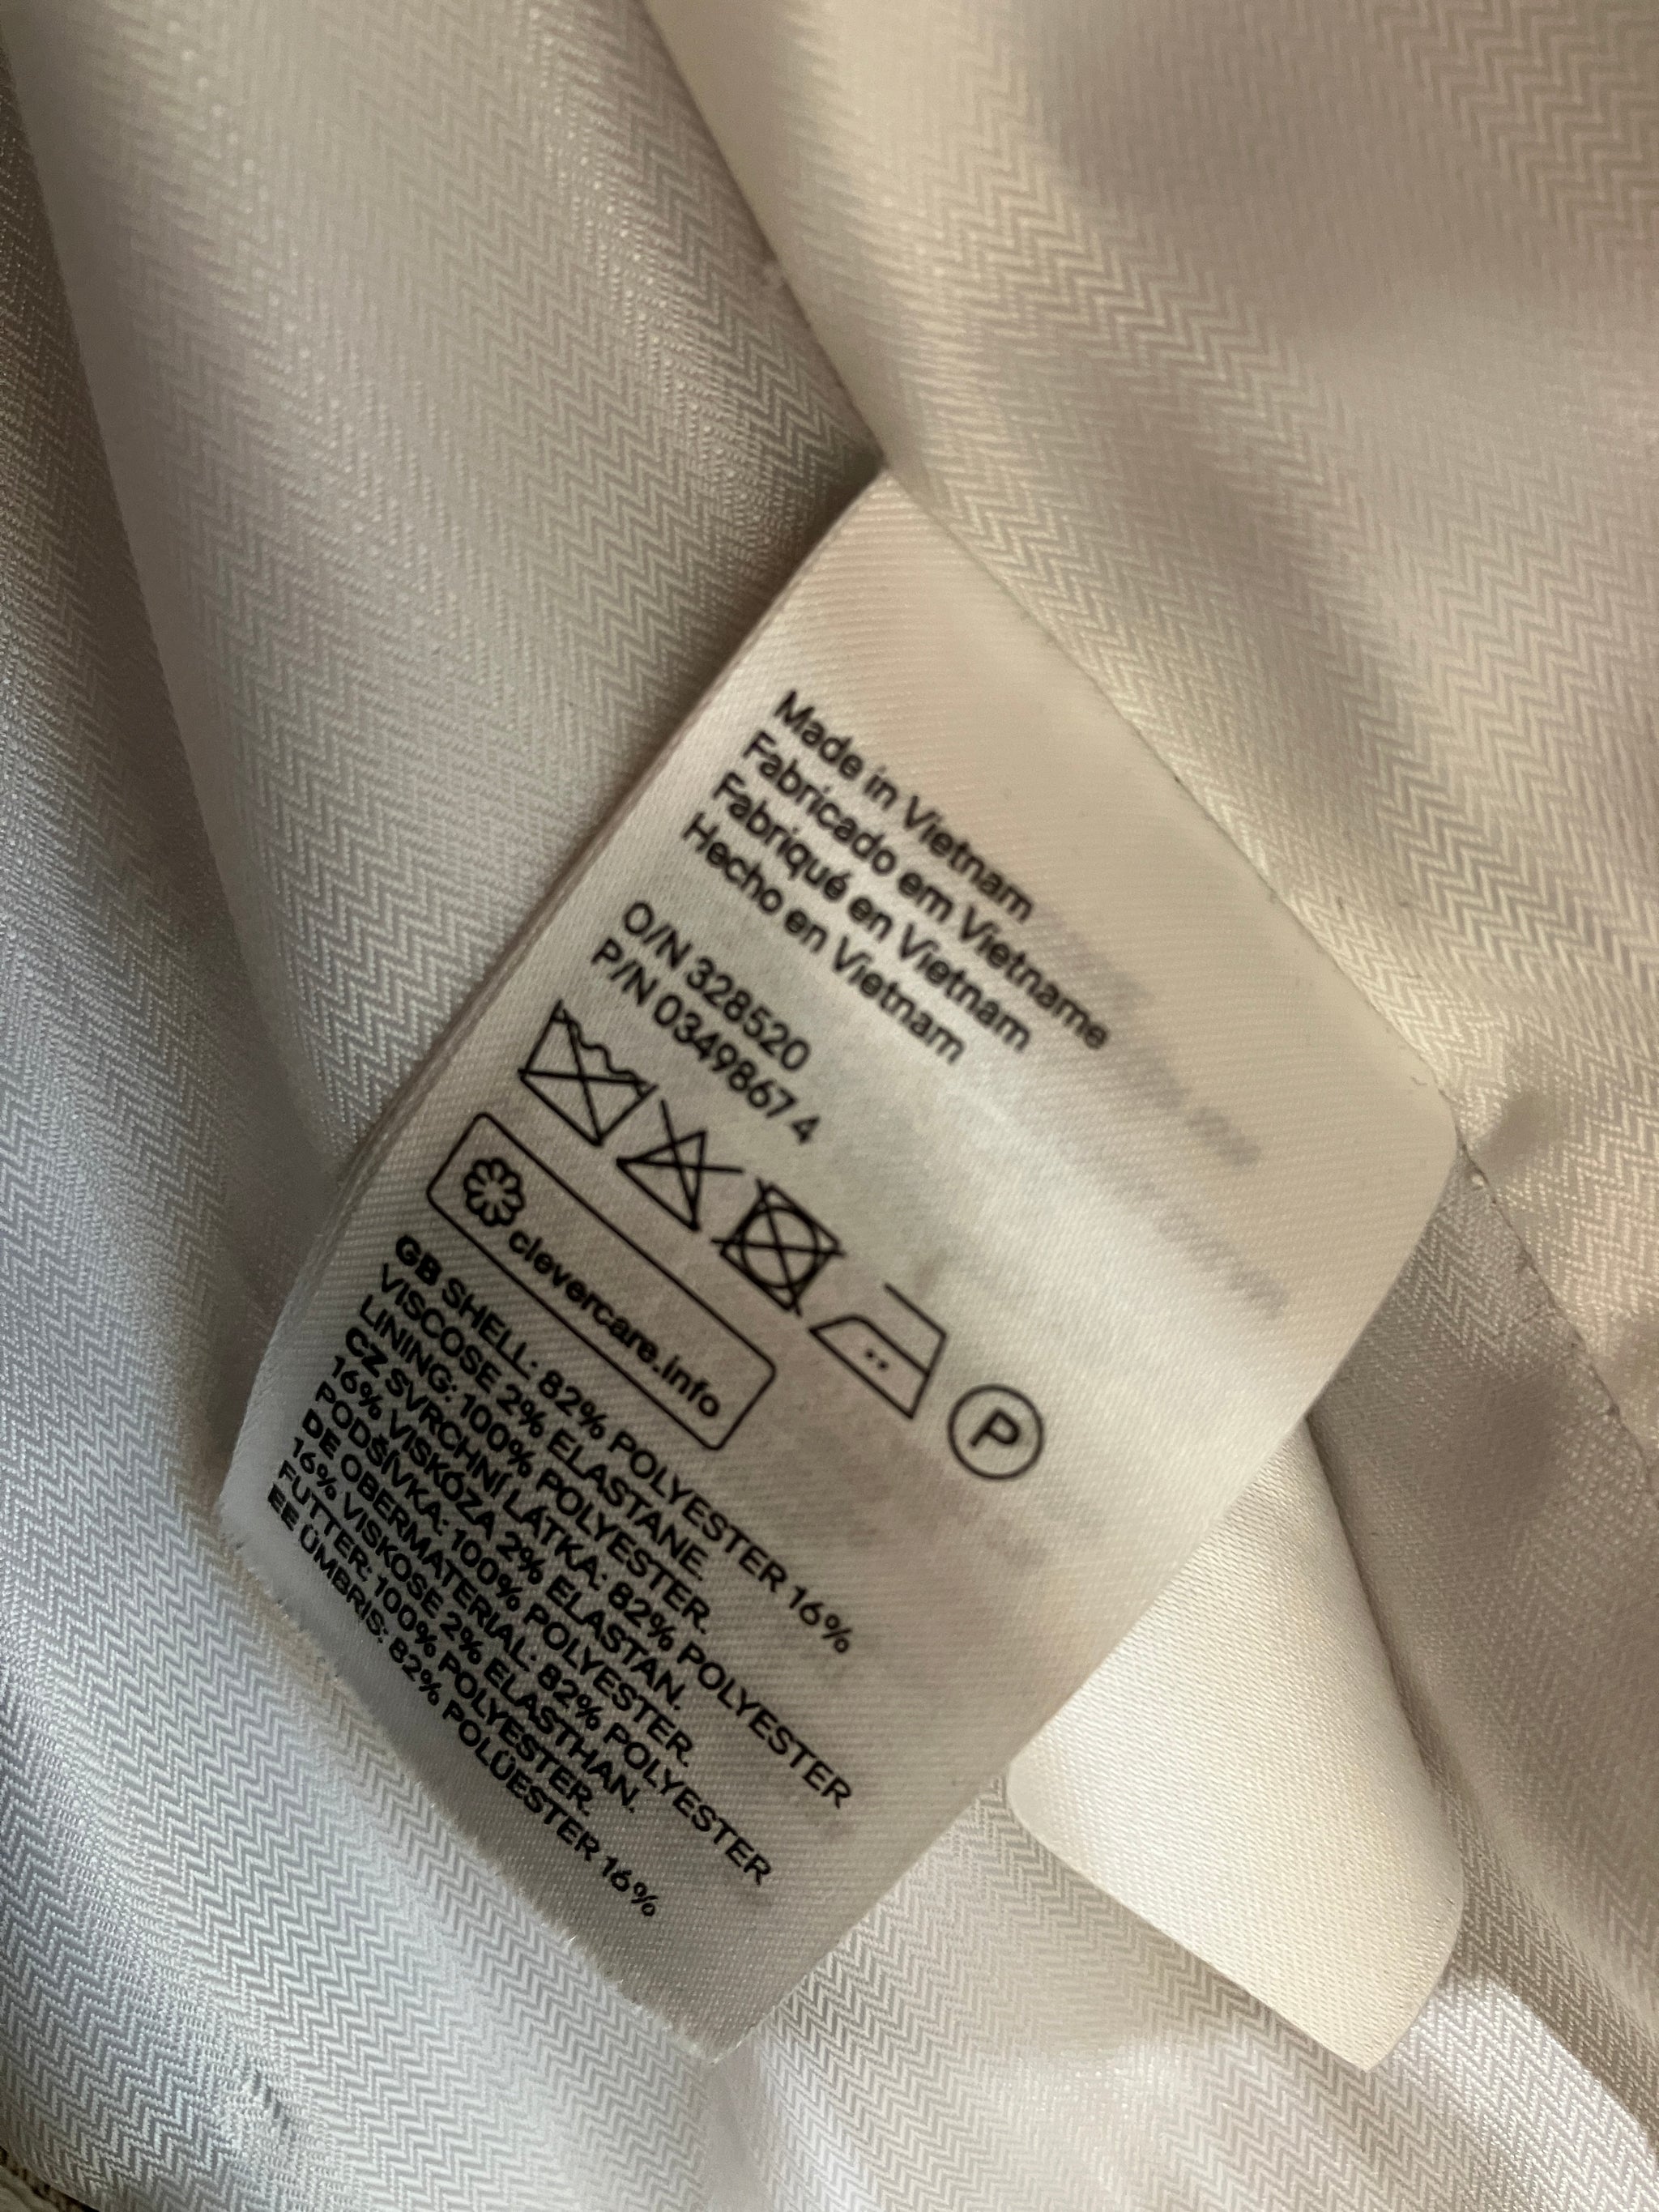 Made in Vietnam
Fabricado em Vietname
Fabriqué en Vietnam
Hecho en Vietnam
O/N 328520
P/N 0349867 4
P
clevercare.info
GB SHELL: 82% POLYESTER 16%
VISCOSE 2% ELASTANE.
LINING: 100% POLYESTER.
CZ SVRCHNÍ LÁTKA: 82% POLYESTER
16% VISKÓZA 2% ELASTAN.
PODŠÍVKA: 100% POLYESTER.
DE OBERMATERIAL: 82% POLYESTER
16% VISKOSE 2% ELASTHAN.
FUTTER: 100% POLYESTER.
EE ÜMBRIS: 82% POLÜESTER 16%